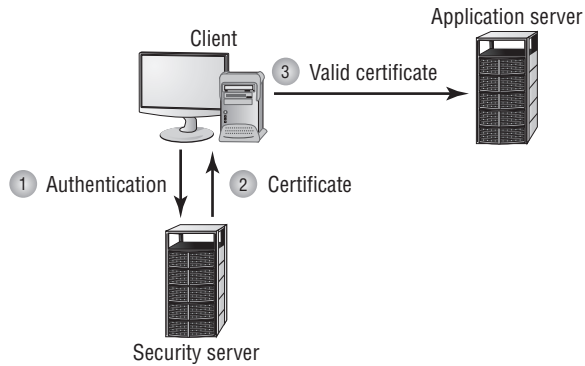 Application server
Client
3 Valid certificate
1 Authentication
2 Certificate
Security server